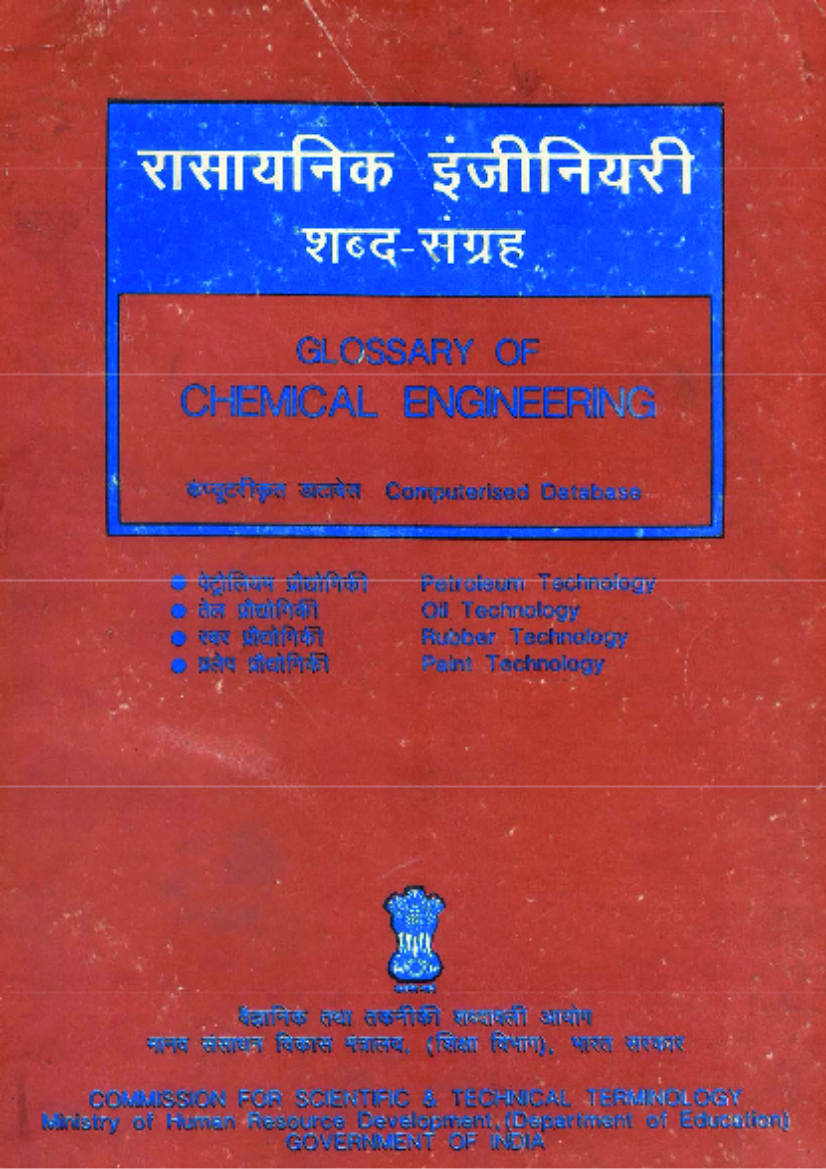 रासायनिक इंजीनियरी
शब्द-संग्रह
GLOSSARY OF
CHEMICAL ENGINEERING
कंप्यूटरीकृत डाटाबेस Computerised Database
पेट्रोलियम प्रौद्योगिकी Petroleum Technology
तेल प्रौद्योगिकी Oil Technology
रबर प्रौद्योगिकी Rubber Technology
प्रलेप प्रौद्योगिकी Paint Technology
वैज्ञानिक तथा तकनीकी शब्दावली आयोग
मानव संसाधन विकास मंत्रालय, (शिक्षा विभाग), भारत सरकार
COMMISSION FOR SCIENTIFIC & TECHNICAL TERMINOLOGY
Ministry of Human Resource Development, (Department of Education)
GOVERNMENT OF INDIA